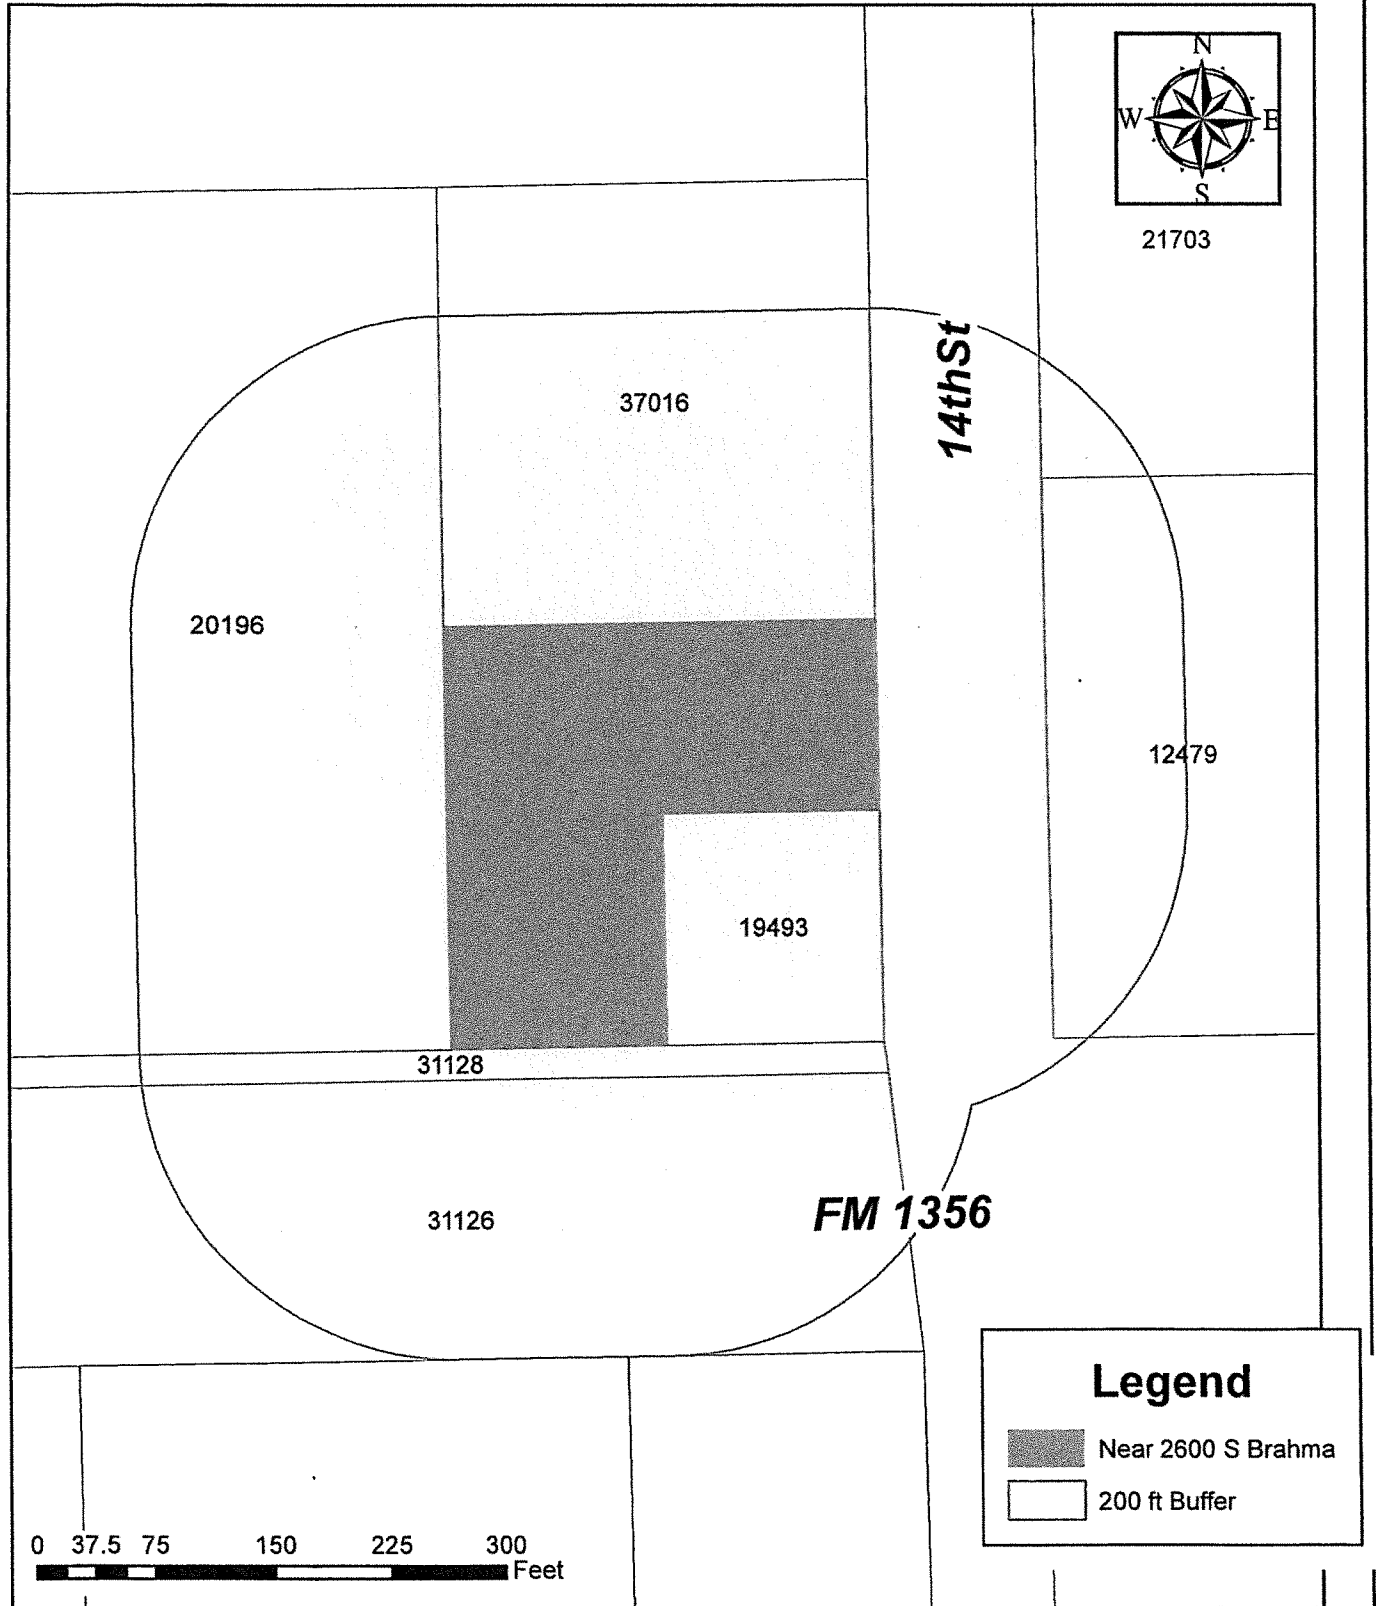 N
W E
S
21703
14thSt
37016
20196
12479
19493
31128
31126
FM 1356
Legend
Near 2600 S Brahma
200 ft Buffer
0 37.5 75 150 225 300
Feet